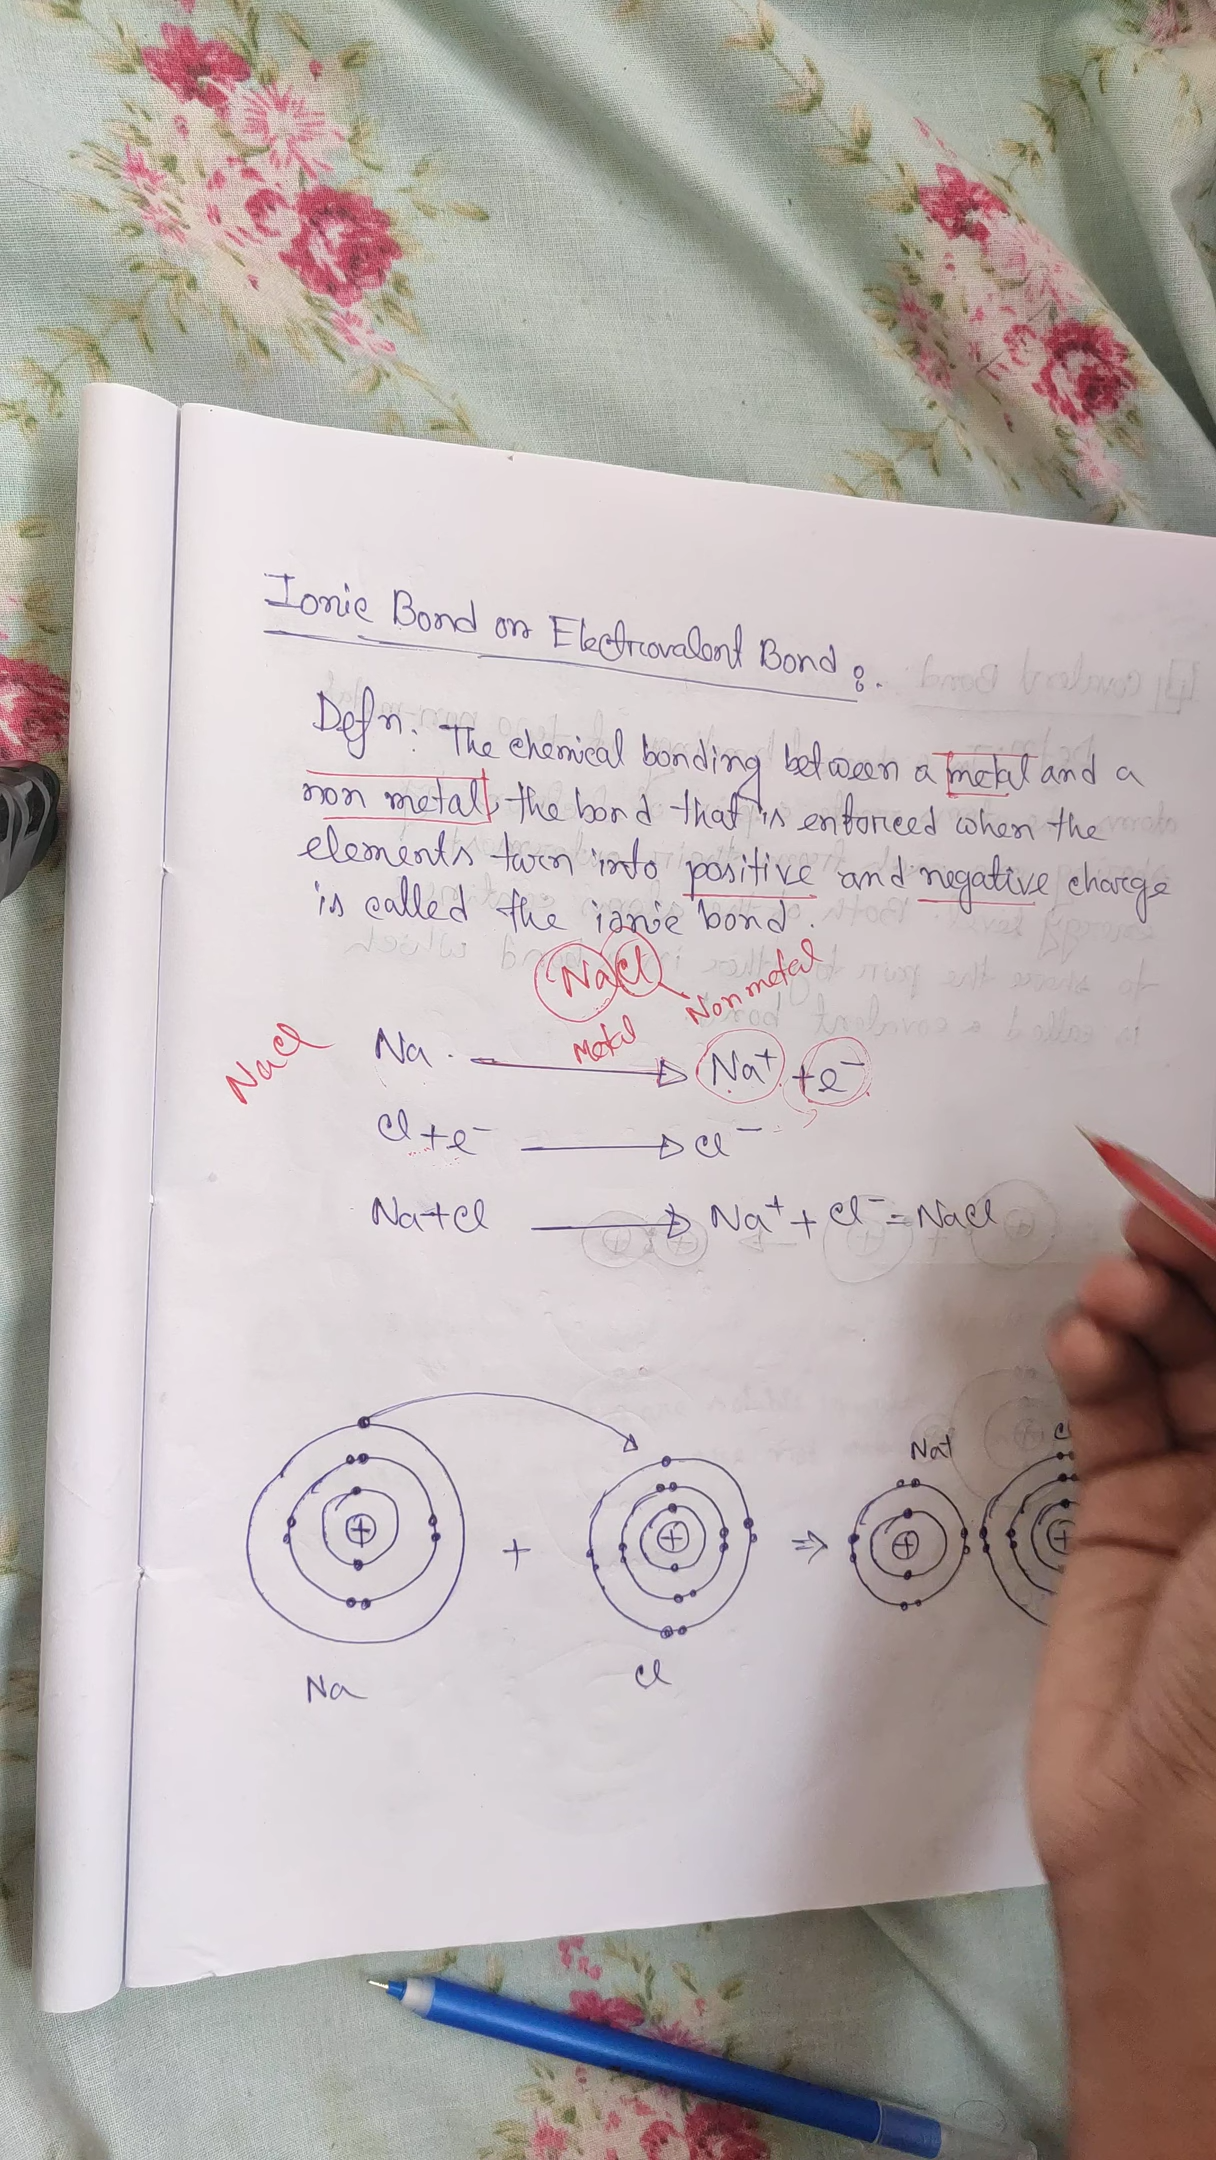 Ionic Bond or Electrovalent Bond :.
Defn: The chemical bonding between a metal and a
non metal, the bond that is enforced when the
elements turn into positive and negative charge
is called the ionic bond.
NaCl
Nonmetal
Metal
NaCl
Na → Na⁺ + e⁻
Cl + e⁻ → Cl⁻
Na + Cl → Na⁺ + Cl⁻ = NaCl
Na⁺
+ + ⇒ + +
+
Na
Cl